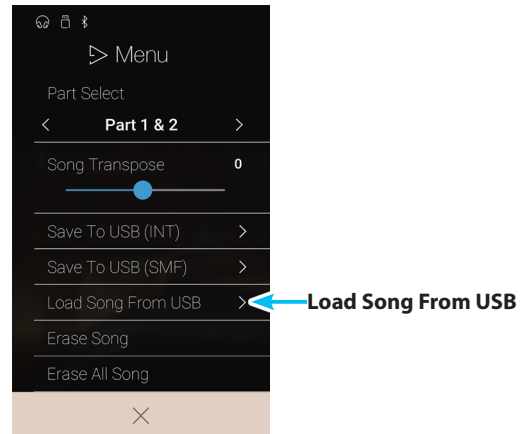 Menu
Part Select
< Part 1 & 2 >
Song Transpose 0
Save To USB (INT) >
Save To USB (SMF) >
Load Song From USB >
Load Song From USB
Erase Song
Erase All Song